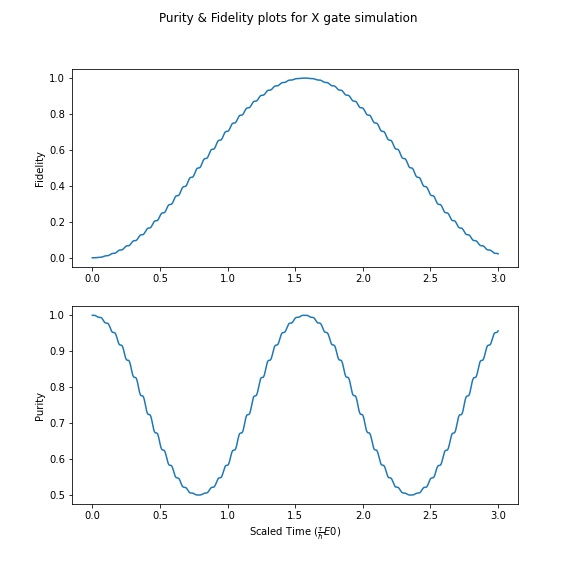 Purity & Fidelity plots for X gate simulation
1.0
0.8
0.6
0.4
0.2
0.0
Fidelity
0.0 0.5 1.0 1.5 2.0 2.5 3.0
1.0
0.9
0.8
0.7
0.6
0.5
Purity
0.0 0.5 1.0 1.5 2.0 2.5 3.0
Scaled Time (τ/ħ E0)